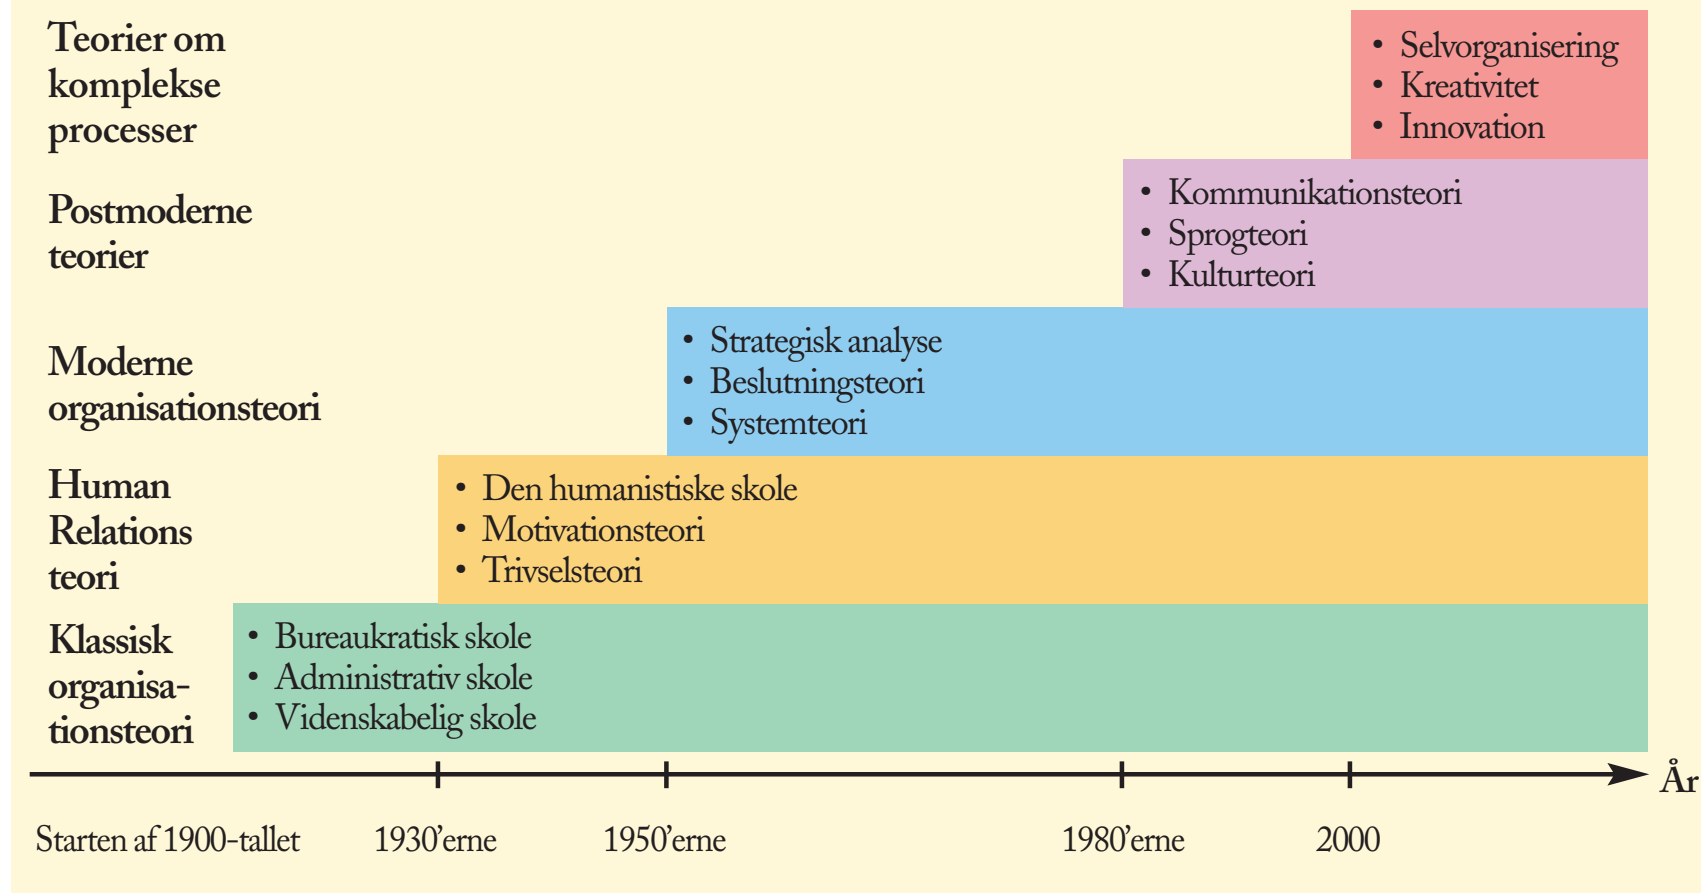 Teorier om
komplekse
processer
• Selvorganisering
• Kreativitet
• Innovation
Postmoderne
teorier
• Kommunikationsteori
• Sprogteori
• Kulturteori
Moderne
organisationsteori
• Strategisk analyse
• Beslutningsteori
• Systemteori
Human
Relations
teori
• Den humanistiske skole
• Motivationsteori
• Trivselsteori
Klassisk
organisa-
tionsteori
• Bureaukratisk skole
• Administrativ skole
• Videnskabelig skole
År
Starten af 1900-tallet 1930’erne 1950’erne 1980’erne 2000